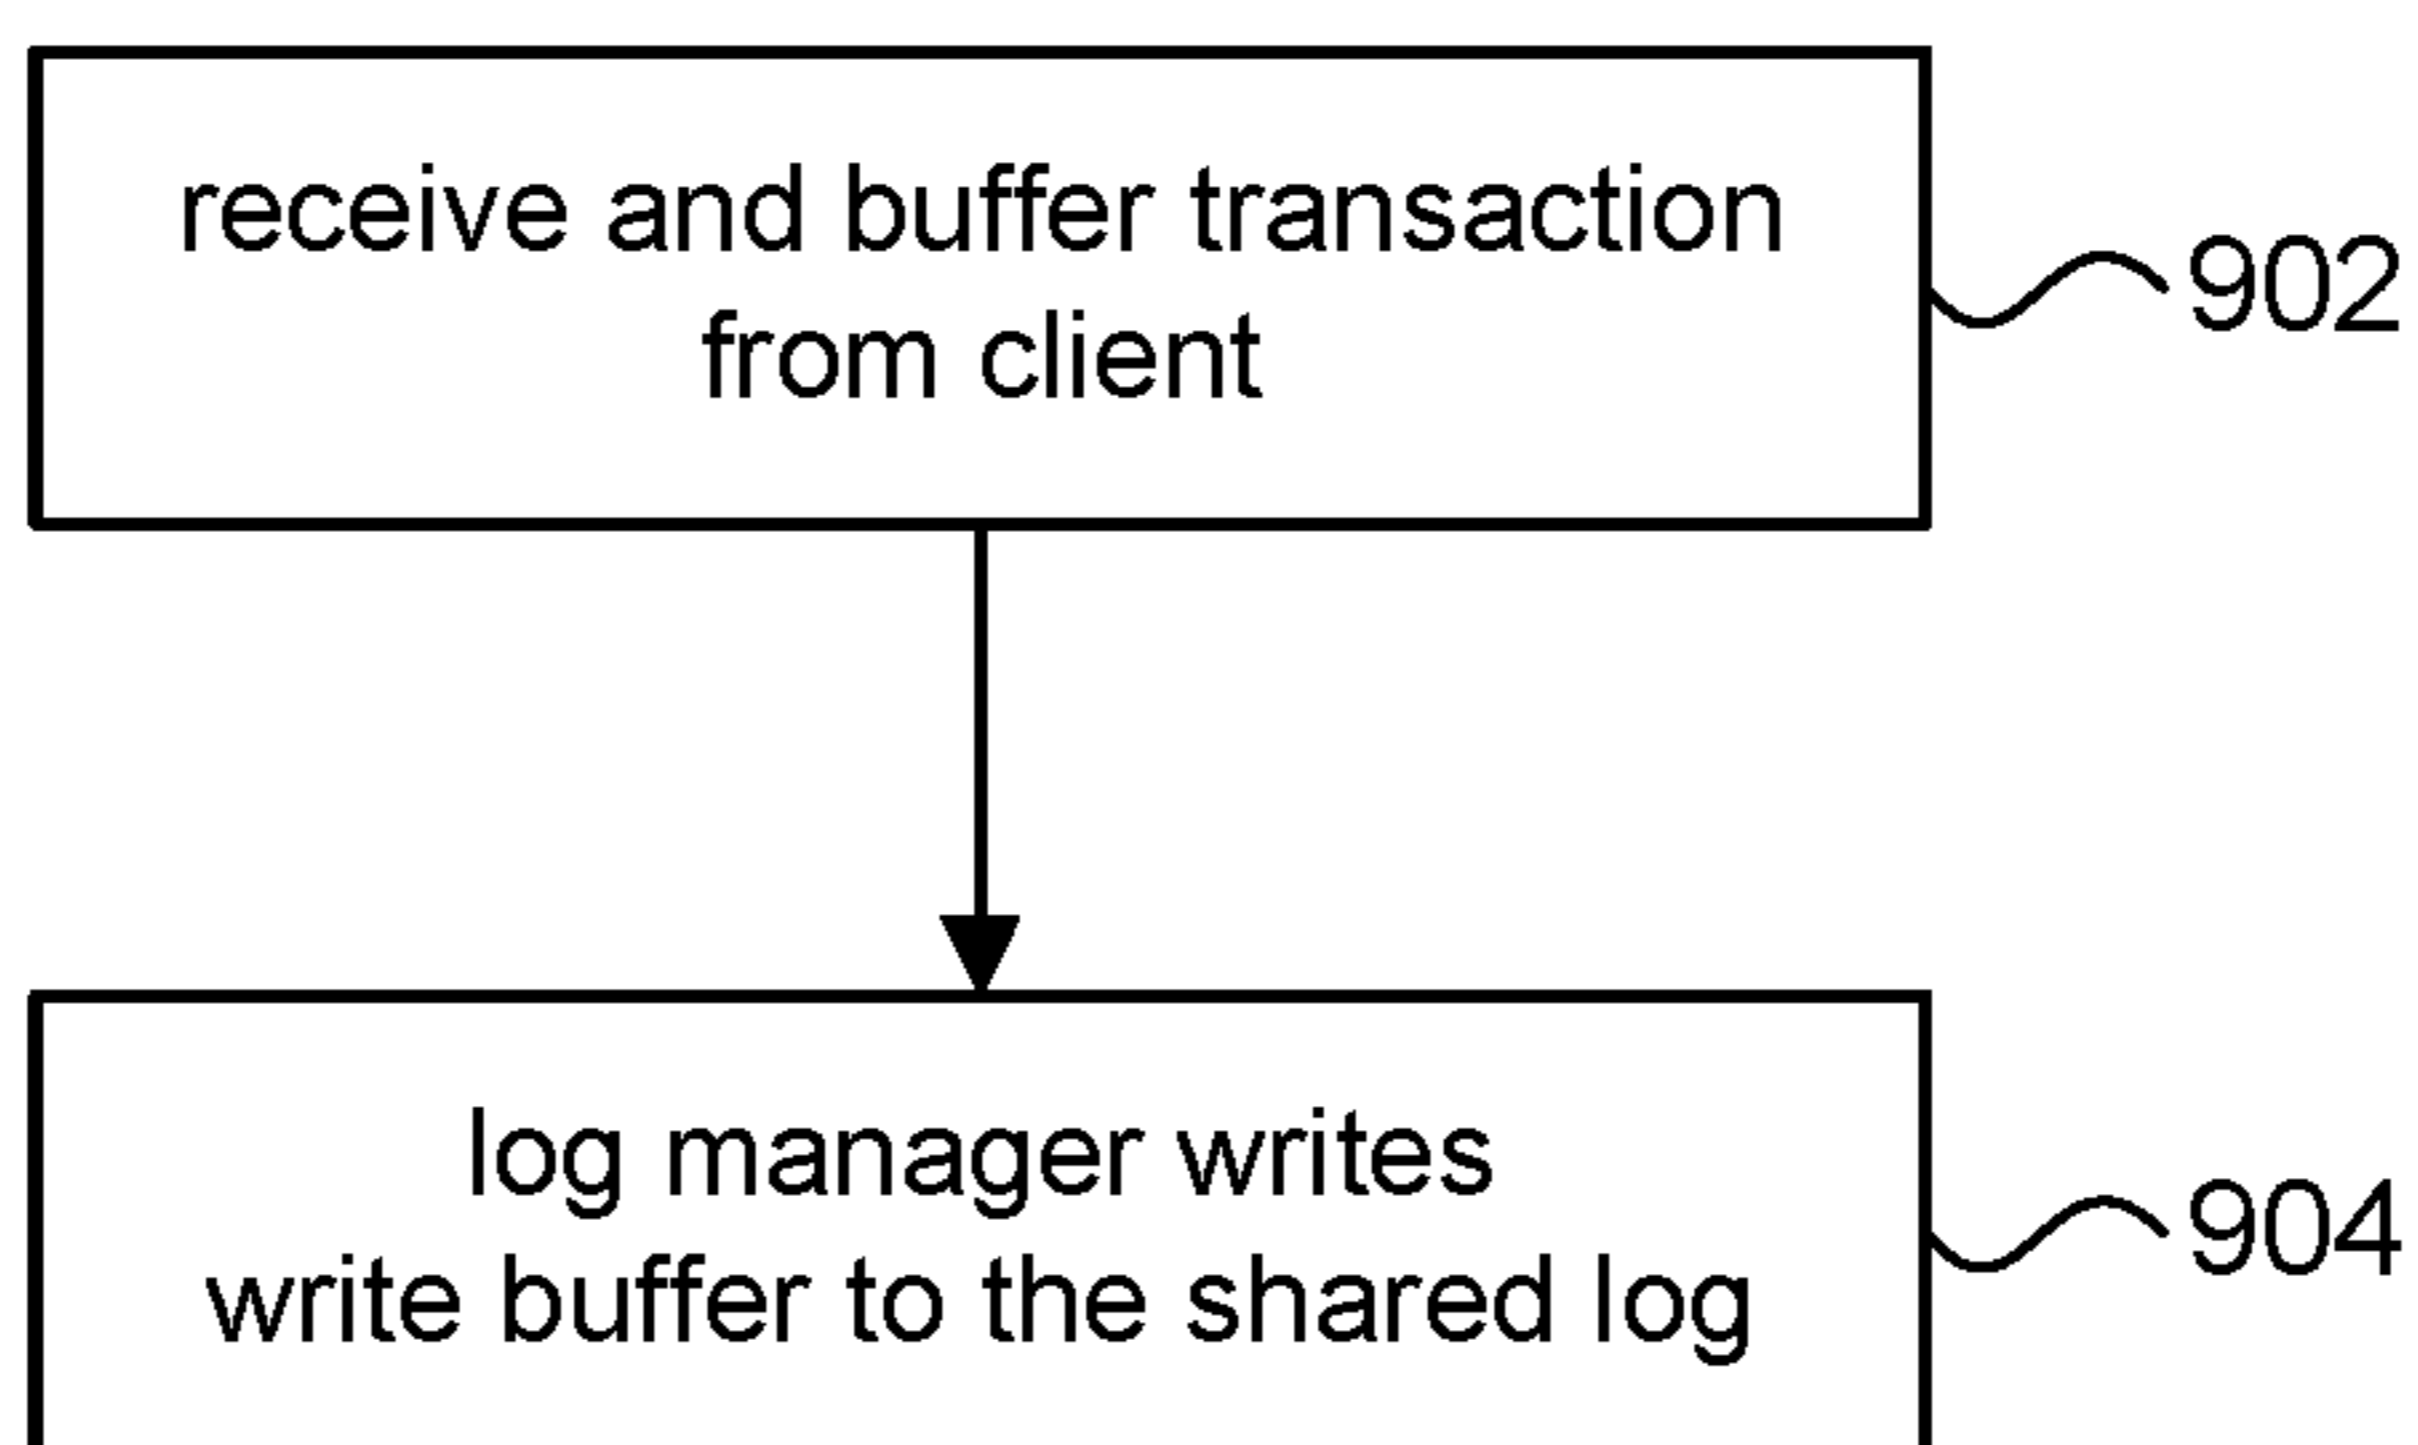 receive and buffer transaction
from client
902
log manager writes
write buffer to the shared log
904